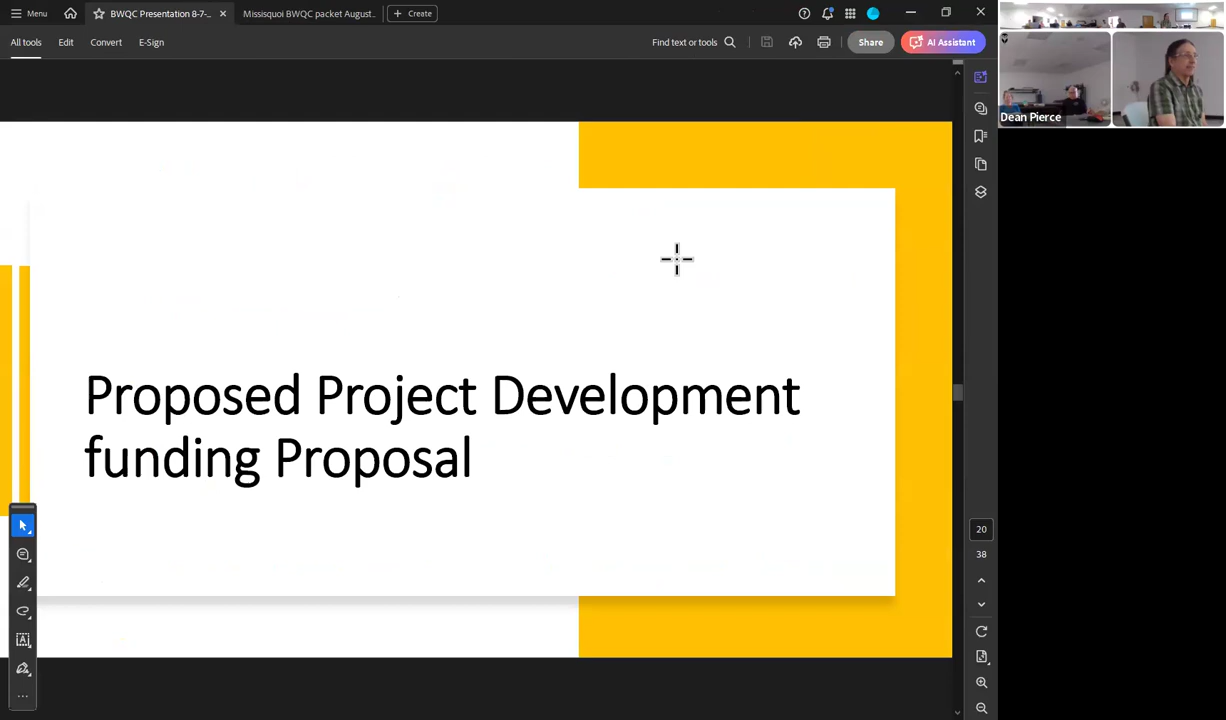 Menu
BWQC Presentation 8-7-...
Missisquoi BWQC packet August...
Create
All tools
Edit
Convert
E-Sign
Find text or tools
Share
AI Assistant
Dean Pierce
Proposed Project Development
funding Proposal
20
38